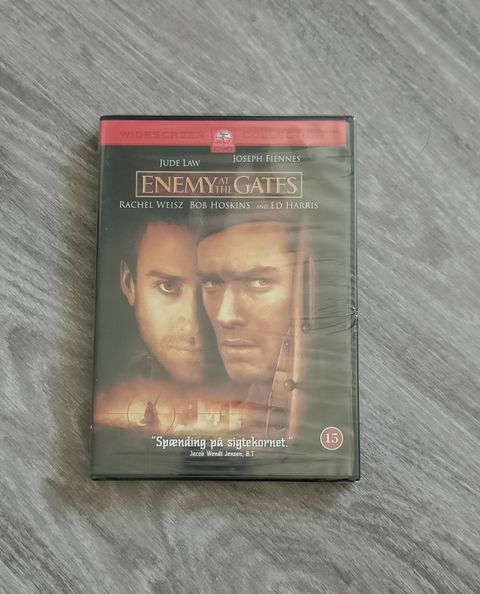 WIDESCREEN DVD COLLECTION
JUDE LAW JOSEPH FIENNES
ENEMY AT THE GATES
RACHEL WEISZ BOB HOSKINS AND ED HARRIS
"Spænding på sigtekornet."
Jacob Wendt Jensen, B.T
15